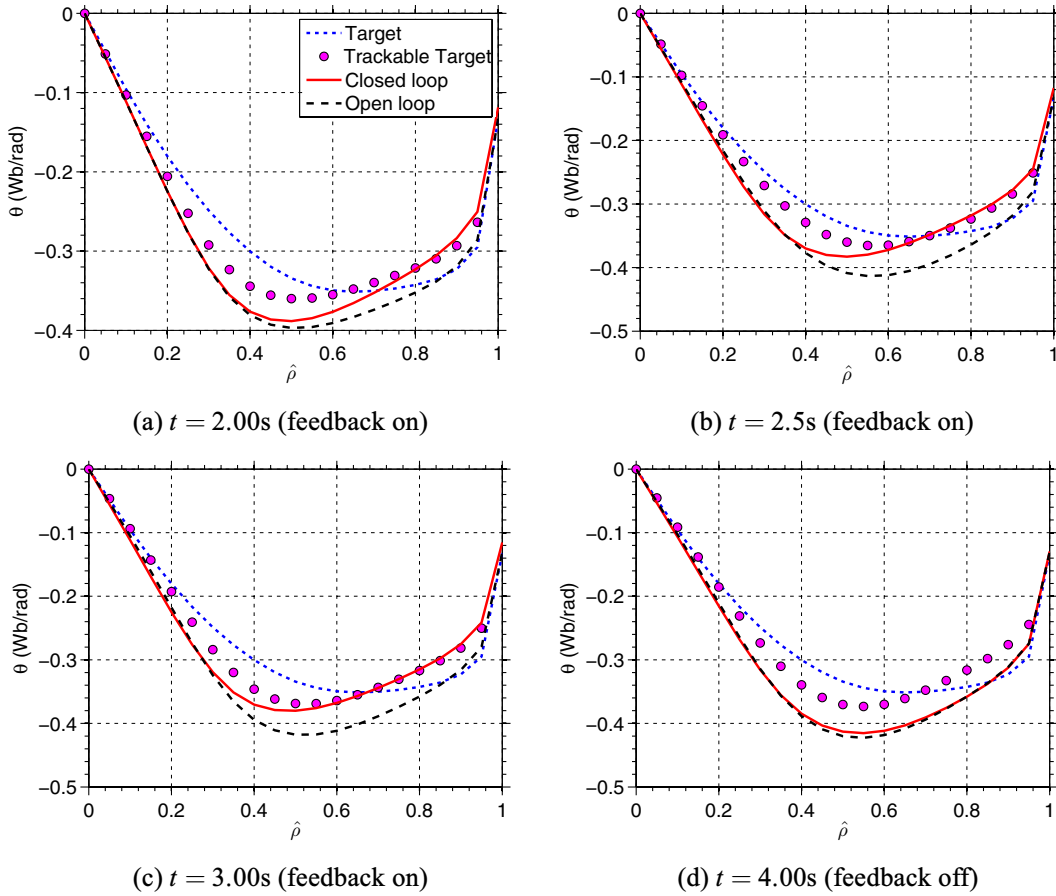 Target
Trackable Target
Closed loop
Open loop
0
−0.1
−0.2
−0.3
−0.4
θ (Wb/rad)
0 0.2 0.4 0.6 0.8 1
ρ̂
(a) t = 2.00s (feedback on)
0
−0.1
−0.2
−0.3
−0.4
−0.5
θ (Wb/rad)
0 0.2 0.4 0.6 0.8 1
ρ̂
(b) t = 2.5s (feedback on)
0
−0.1
−0.2
−0.3
−0.4
−0.5
θ (Wb/rad)
0 0.2 0.4 0.6 0.8 1
ρ̂
(c) t = 3.00s (feedback on)
0
−0.1
−0.2
−0.3
−0.4
−0.5
θ (Wb/rad)
0 0.2 0.4 0.6 0.8 1
ρ̂
(d) t = 4.00s (feedback off)